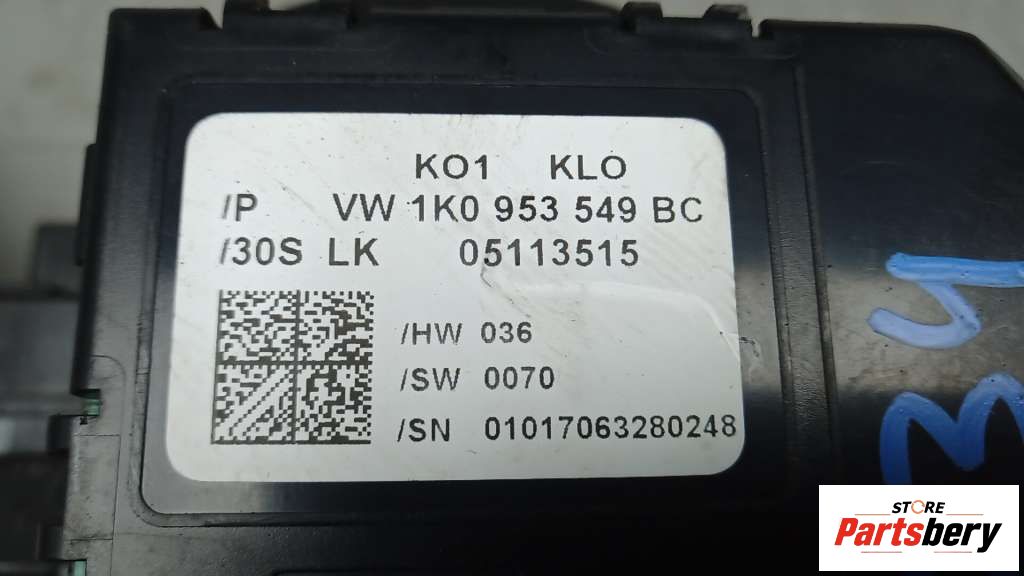 KO1 KLO
/P VW 1K0 953 549 BC
/30S LK 05113515
/HW 036
/SW 0070
/SN 01017063280248
STORE
Partsbery